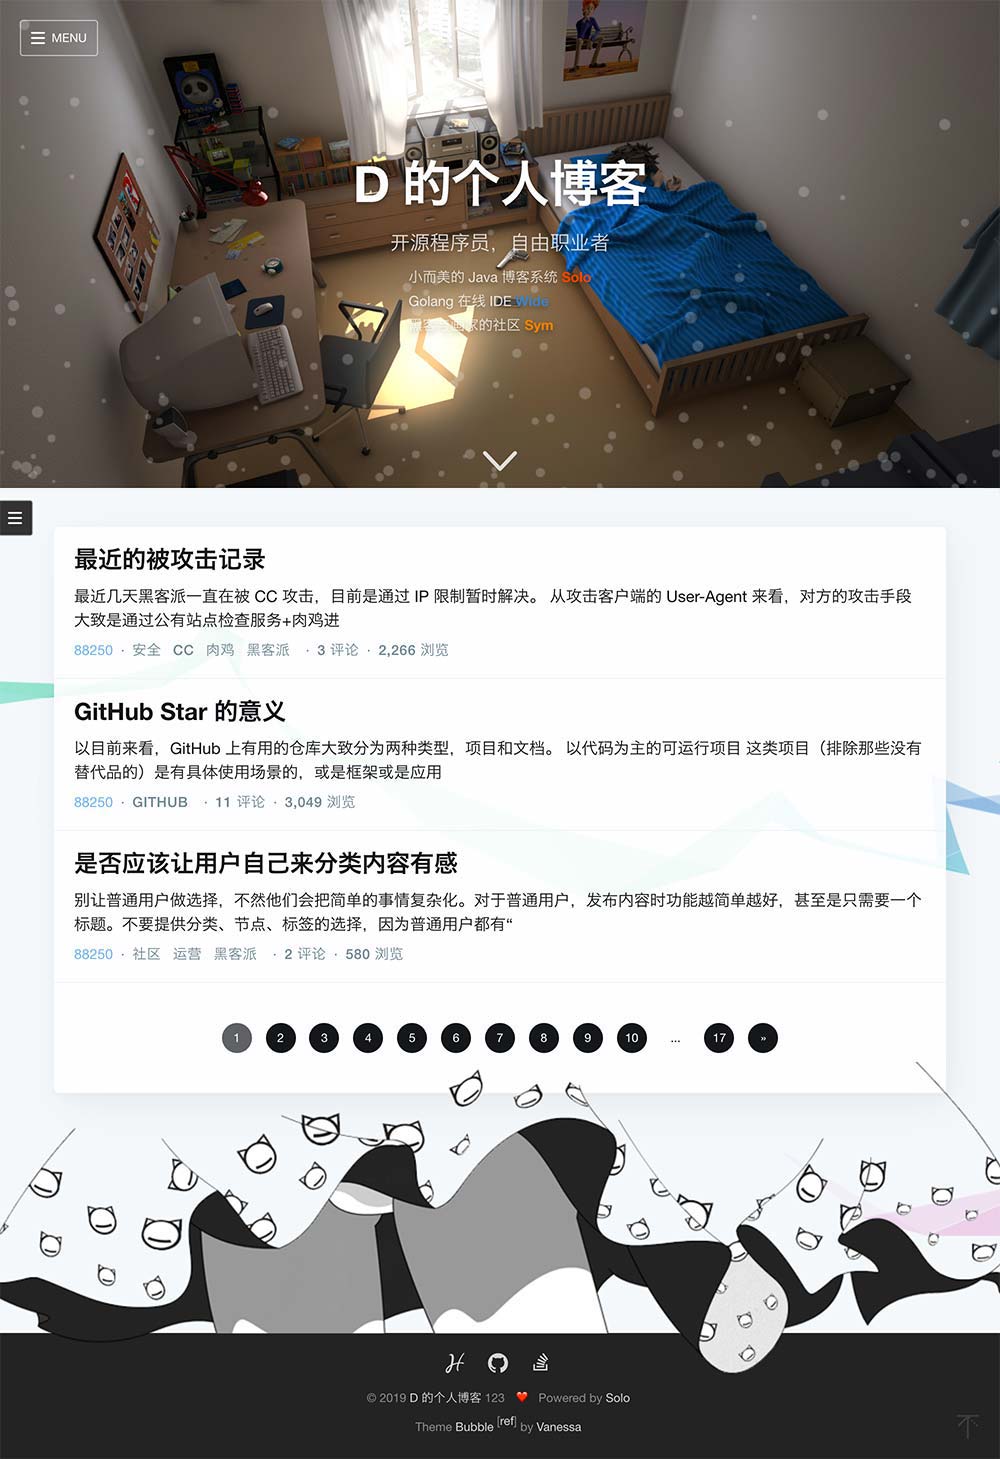 MENU
D 的个人博客
开源程序员，自由职业者
小而美的 Java 博客系统 Solo
Golang 在线 IDE Wide
黑客与画家的社区 Sym
最近的被攻击记录
最近几天黑客派一直在被 CC 攻击，目前是通过 IP 限制暂时解决。 从攻击客户端的 User-Agent 来看，对方的攻击手段
大致是通过公有站点检查服务+肉鸡进
88250 · 安全 CC 肉鸡 黑客派 · 3 评论 · 2,266 浏览
GitHub Star 的意义
以目前来看，GitHub 上有用的仓库大致分为两种类型，项目和文档。 以代码为主的可运行项目 这类项目（排除那些没有
替代品的）是有具体使用场景的，或是框架或是应用
88250 · GITHUB · 11 评论 · 3,049 浏览
是否应该让用户自己来分类内容有感
别让普通用户做选择，不然他们会把简单的事情复杂化。对于普通用户，发布内容时功能越简单越好，甚至是只需要一个
标题。不要提供分类、节点、标签的选择，因为普通用户都有“
88250 · 社区 运营 黑客派 · 2 评论 · 580 浏览
1 2 3 4 5 6 7 8 9 10 ... 17 »
© 2019 D 的个人博客 123 ❤️ Powered by Solo
Theme Bubble [ref] by Vanessa